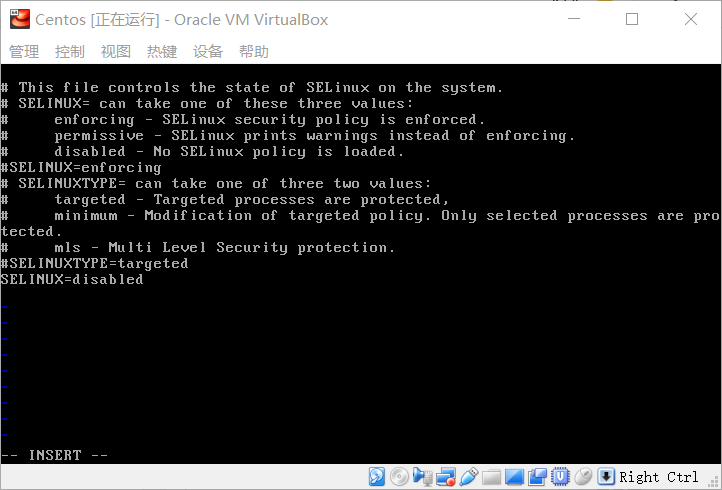 Centos [正在运行] - Oracle VM VirtualBox
管理 控制 视图 热键 设备 帮助
# This file controls the state of SELinux on the system.
# SELINUX= can take one of these three values:
#     enforcing - SELinux security policy is enforced.
#     permissive - SELinux prints warnings instead of enforcing.
#     disabled - No SELinux policy is loaded.
#SELINUX=enforcing
# SELINUXTYPE= can take one of three two values:
#     targeted - Targeted processes are protected,
#     minimum - Modification of targeted policy. Only selected processes are pro
tected.
#     mls - Multi Level Security protection.
#SELINUXTYPE=targeted
SELINUX=disabled
~
~
~
~
~
~
~
~
~
-- INSERT --
Right Ctrl